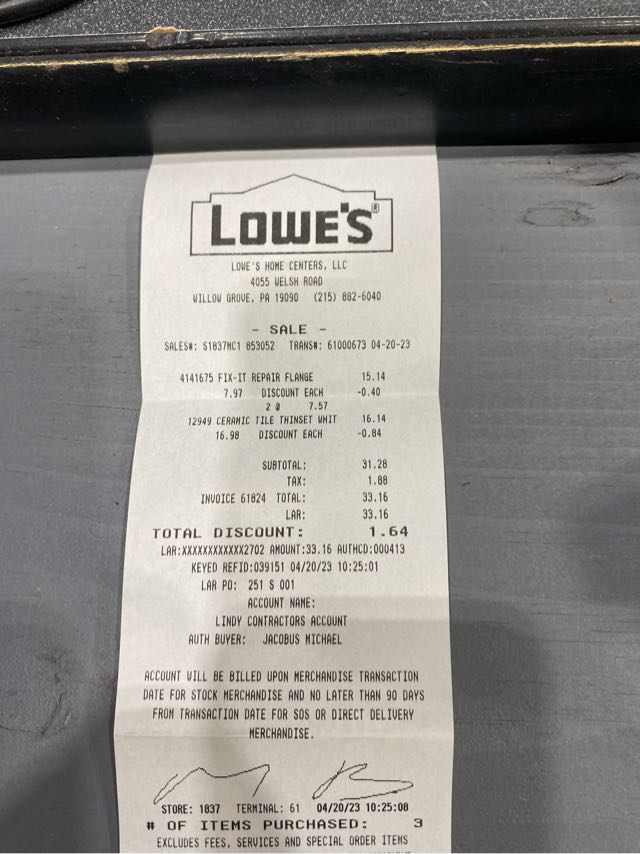 LOWE'S®
LOWE'S HOME CENTERS, LLC
4055 WELSH ROAD
WILLOW GROVE, PA 19090 (215) 882-6040
- SALE -
SALES#: S1837MC1 853052 TRANS#: 61000673 04-20-23
4141675 FIX-IT REPAIR FLANGE 15.14
7.97 DISCOUNT EACH -0.40
2 @ 7.57
12949 CERAMIC TILE THINSET WHIT 16.14
16.98 DISCOUNT EACH -0.84
SUBTOTAL: 31.28
TAX: 1.88
INVOICE 61824 TOTAL: 33.16
LAR: 33.16
TOTAL DISCOUNT: 1.64
LAR:XXXXXXXXXXXX2702 AMOUNT:33.16 AUTHCD:000413
KEYED REFID:039151 04/20/23 10:25:01
LAR PO: 251 S 001
ACCOUNT NAME:
LINDY CONTRACTORS ACCOUNT
AUTH BUYER: JACOBUS MICHAEL
ACCOUNT WILL BE BILLED UPON MERCHANDISE TRANSACTION
DATE FOR STOCK MERCHANDISE AND NO LATER THAN 90 DAYS
FROM TRANSACTION DATE FOR SOS OR DIRECT DELIVERY
MERCHANDISE.
STORE: 1837 TERMINAL: 61 04/20/23 10:25:08
# OF ITEMS PURCHASED: 3
EXCLUDES FEES, SERVICES AND SPECIAL ORDER ITEMS